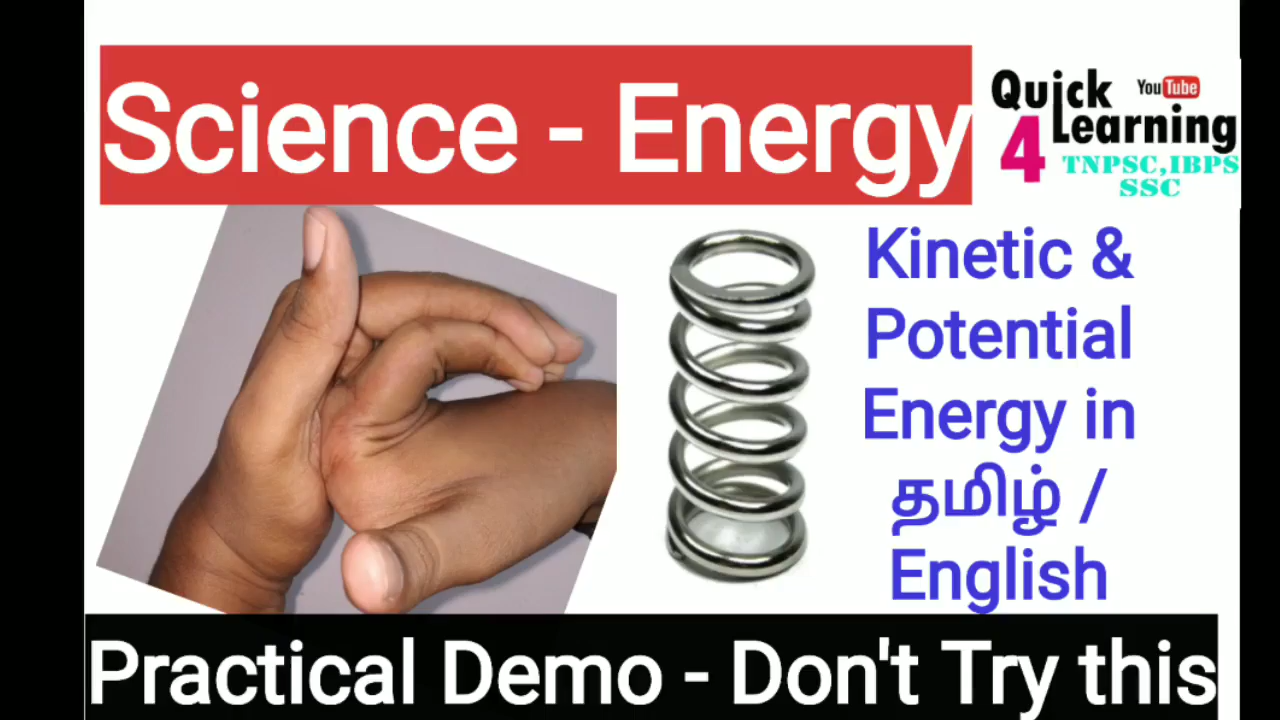 Science - Energy
Quick
YouTube
4 Learning
TNPSC,IBPS
SSC
Kinetic &
Potential
Energy in
தமிழ் /
English
Practical Demo - Don't Try this